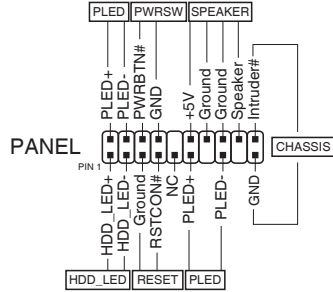 PLED PWRSW SPEAKER
PLED+
PLED-
PWRBTN#
GND
+5V
Ground
Ground
Speaker
Intruder#
PANEL
PIN 1
CHASSIS
HDD_LED+
HDD_LED-
Ground
RSTCON#
NC
PLED+
PLED-
GND
HDD_LED RESET PLED